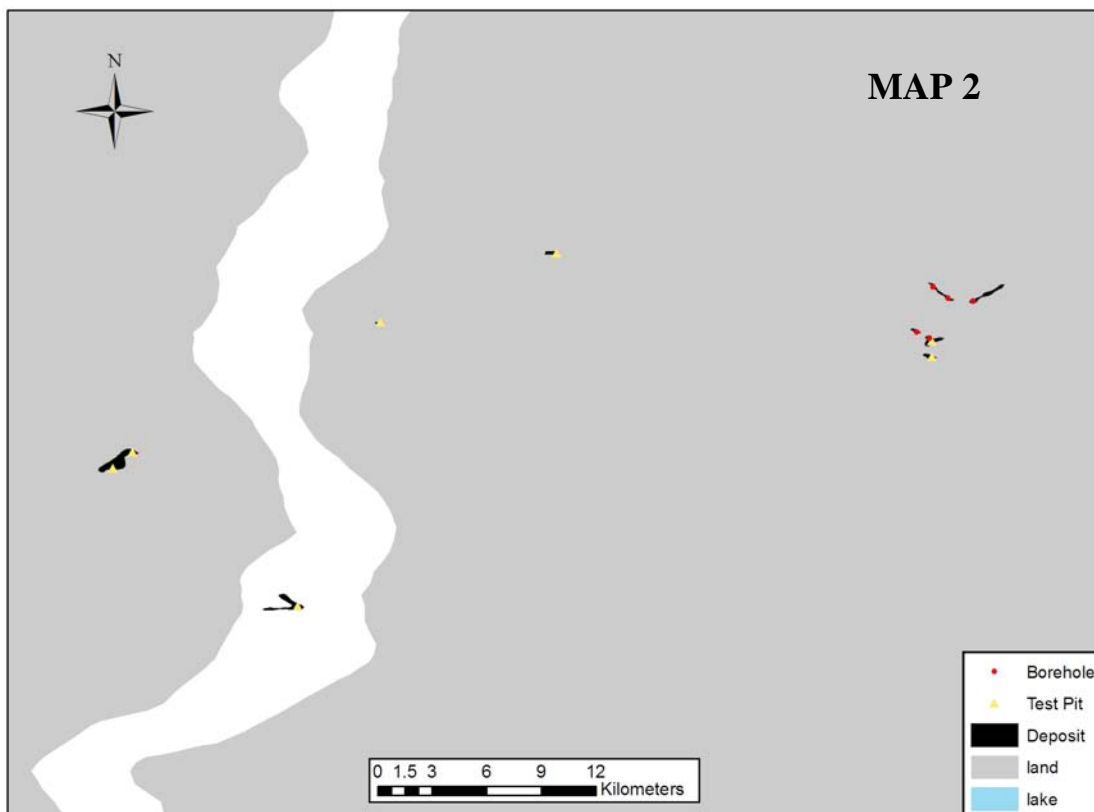 N
MAP 2
Borehole
Test Pit
Deposit
land
lake
0 1.5 3 6 9 12
Kilometers